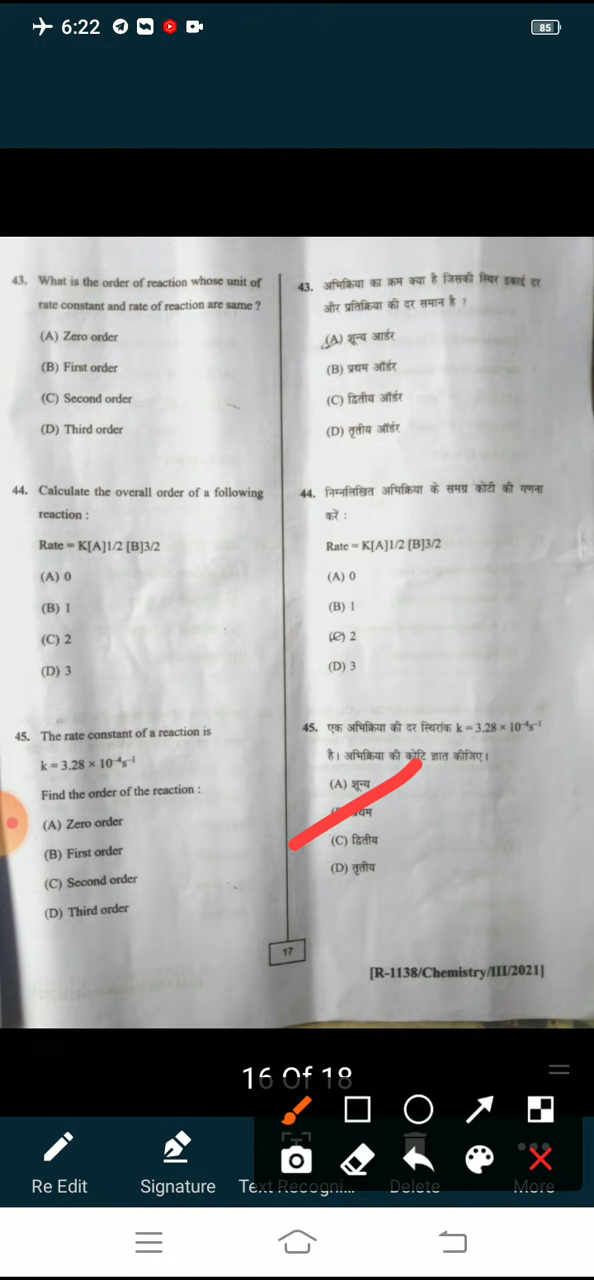 6:22
85
43. What is the order of reaction whose unit of
rate constant and rate of reaction are same ?
(A) Zero order
(B) First order
(C) Second order
(D) Third order
44. Calculate the overall order of a following
reaction :
Rate = K[A]1/2 [B]3/2
(A) 0
(B) 1
(C) 2
(D) 3
45. The rate constant of a reaction is
k = 3.28 × 10⁻⁴s⁻¹
Find the order of the reaction :
(A) Zero order
(B) First order
(C) Second order
(D) Third order
43. अभिक्रिया का क्रम क्या है जिसकी स्थिर इकाई दर
और प्रतिक्रिया की दर समान है ?
(A) शून्य आर्डर
(B) प्रथम ऑर्डर
(C) द्वितीय ऑर्डर
(D) तृतीय ऑर्डर
44. निम्नलिखित अभिक्रिया के समग्र कोटी की गणना
करें :
Rate = K[A]1/2 [B]3/2
(A) 0
(B) 1
(C) 2
(D) 3
45. एक अभिक्रिया की दर स्थिरांक k = 3.28 × 10⁻⁴s⁻¹
है। अभिक्रिया की कोटि ज्ञात कीजिए।
(A) शून्य
(C) द्वितीय
(D) तृतीय
17
[R-1138/Chemistry/III/2021]
16 Of 18
Re Edit
Signature
Text Recogni...
Delete
More